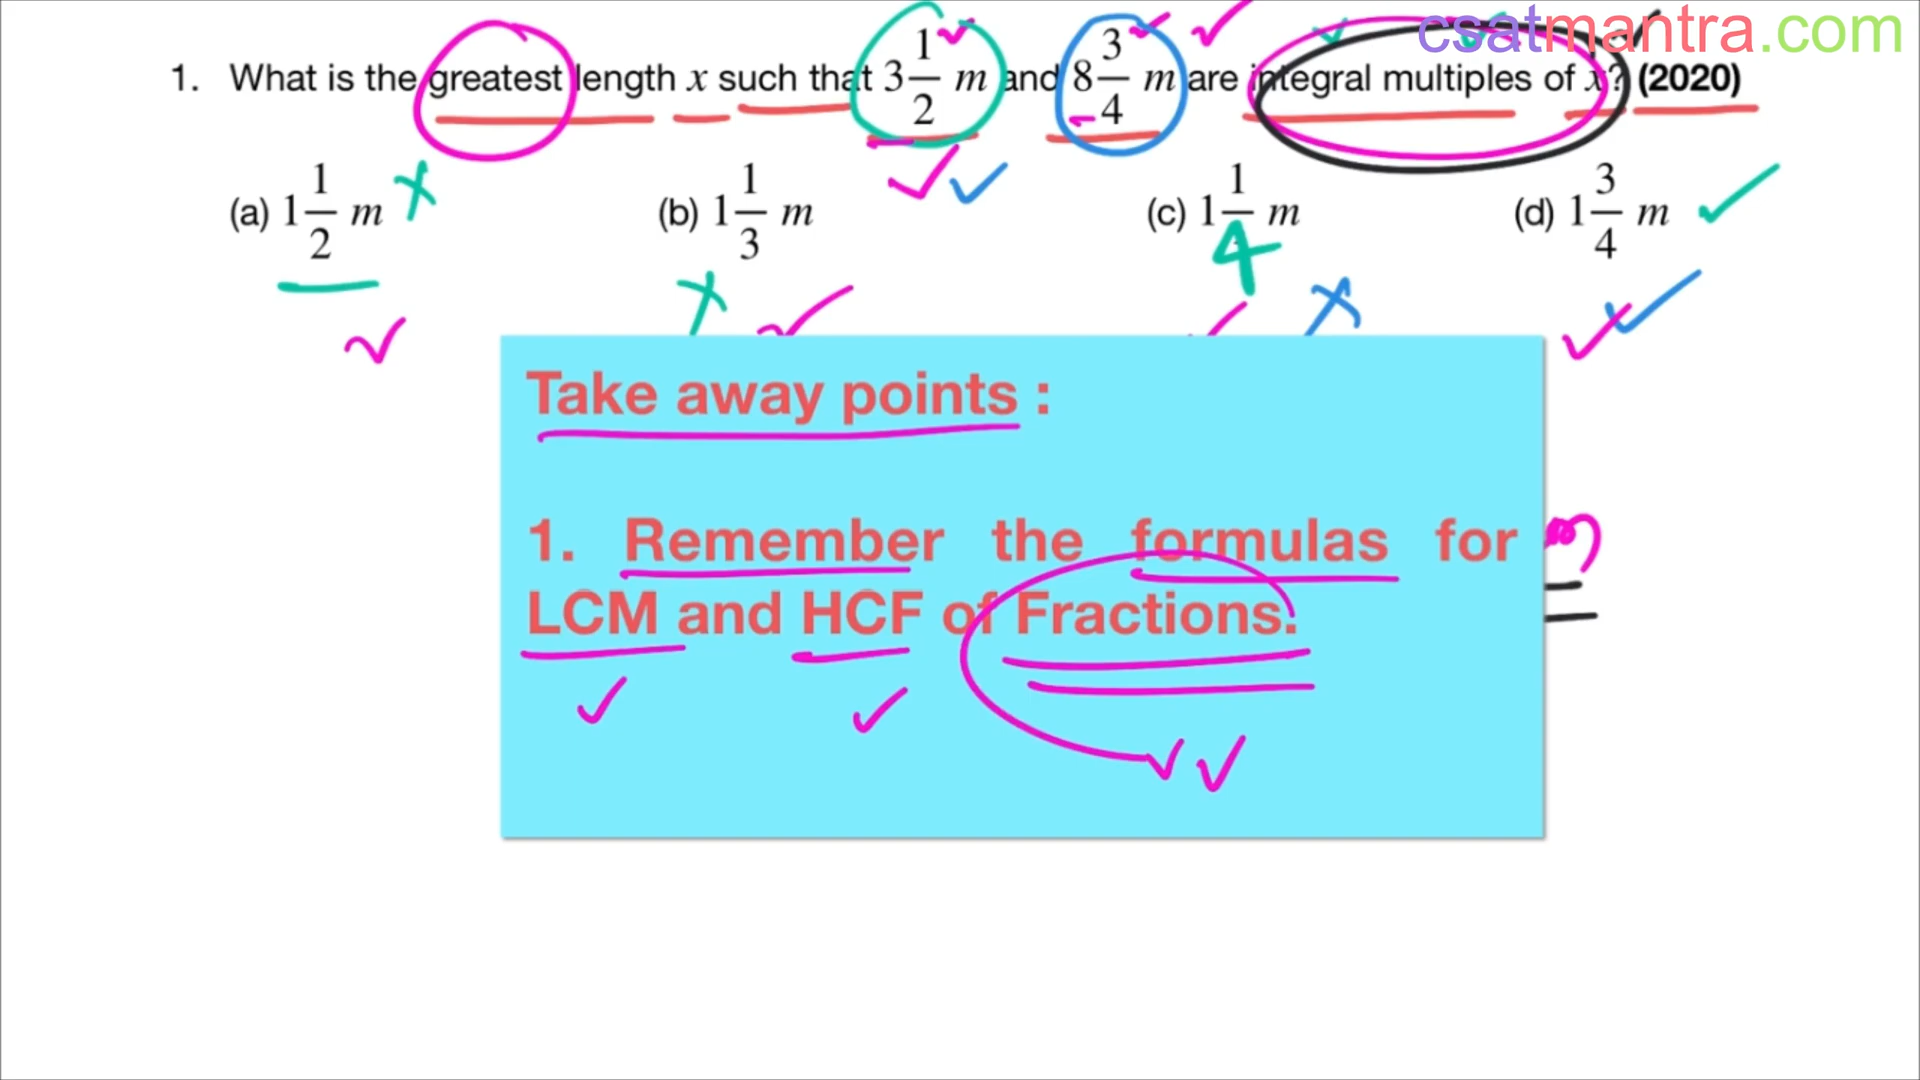 csatmantra.com
1. What is the greatest length x such that 3 1/2 m and 8 3/4 m are integral multiples of x? (2020)
(a) 1 1/2 m (b) 1 1/3 m (c) 1 1/4 m (d) 1 3/4 m
Take away points :
1. Remember the formulas for
LCM and HCF of Fractions.